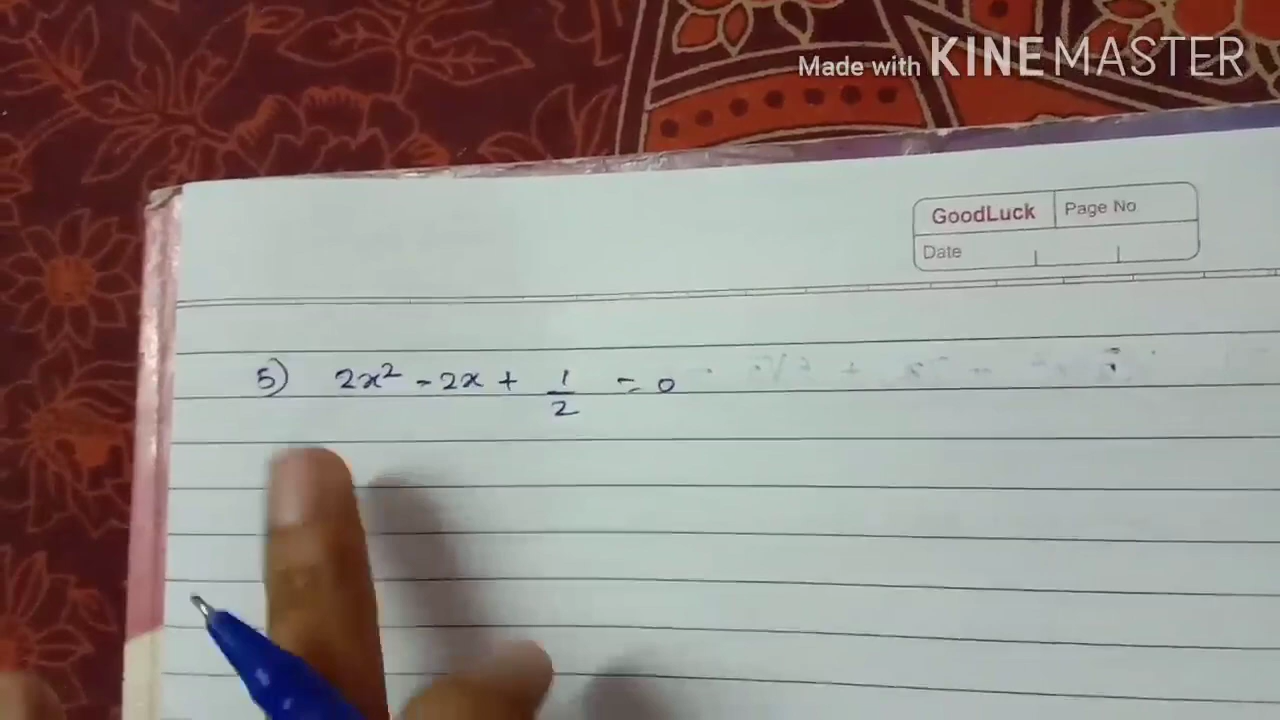 Made with KINEMASTER
GoodLuck Page No
Date
5) 2x² - 2x + 1/2 = 0